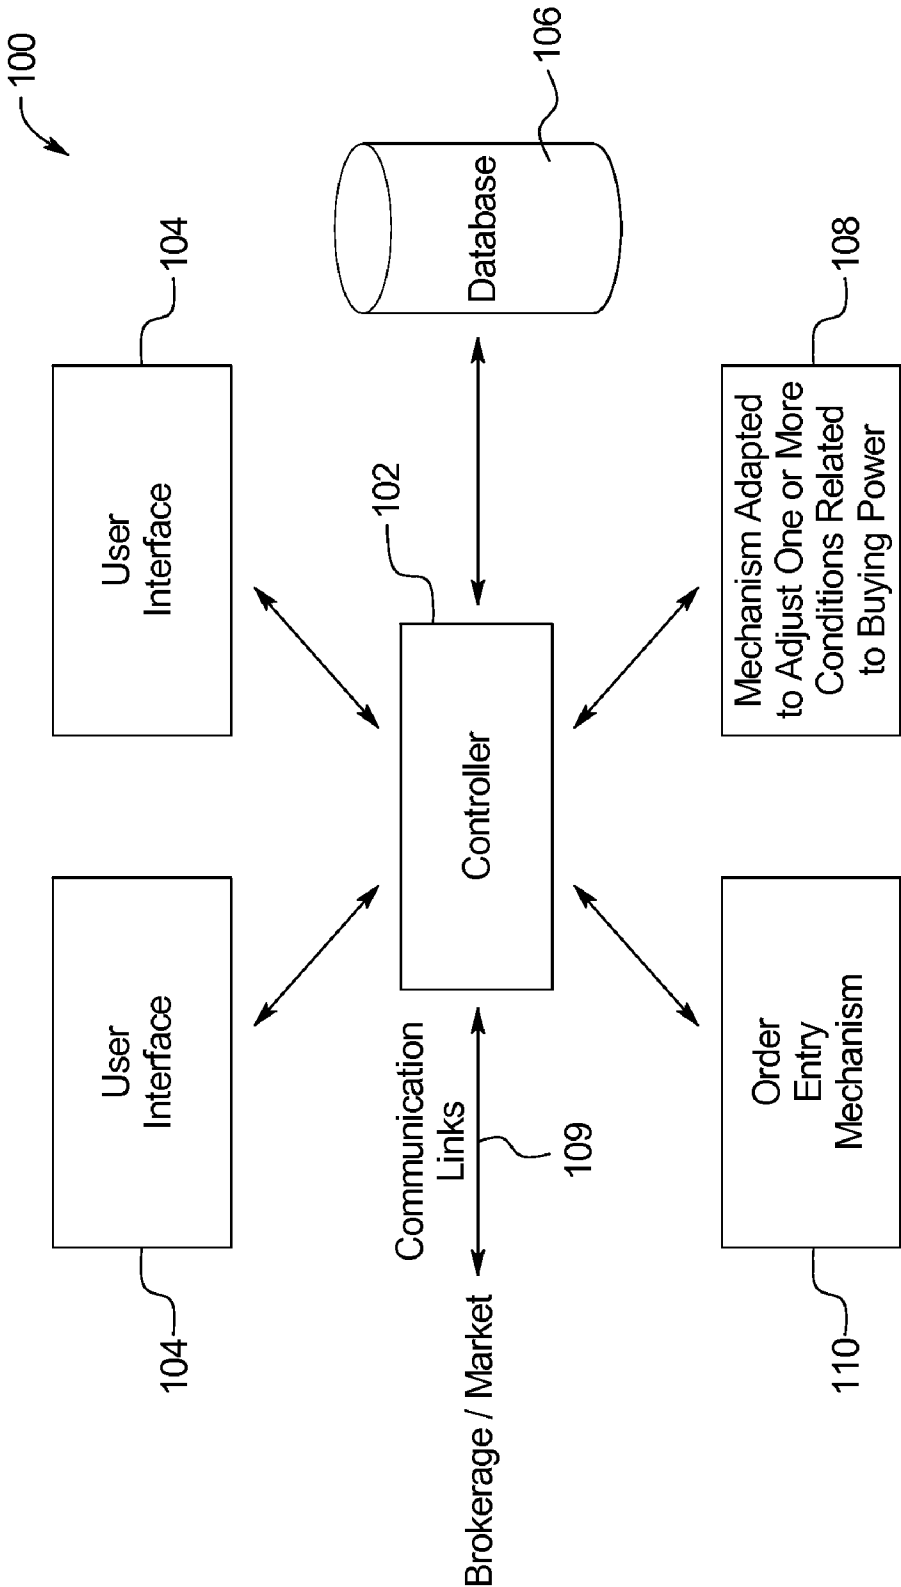 100
104
User
Interface
104
User
Interface
Communication
Links
109
Brokerage / Market
102
Controller
Database
106
110
Order
Entry
Mechanism
Mechanism Adapted
to Adjust One or More
Conditions Related
to Buying Power
108